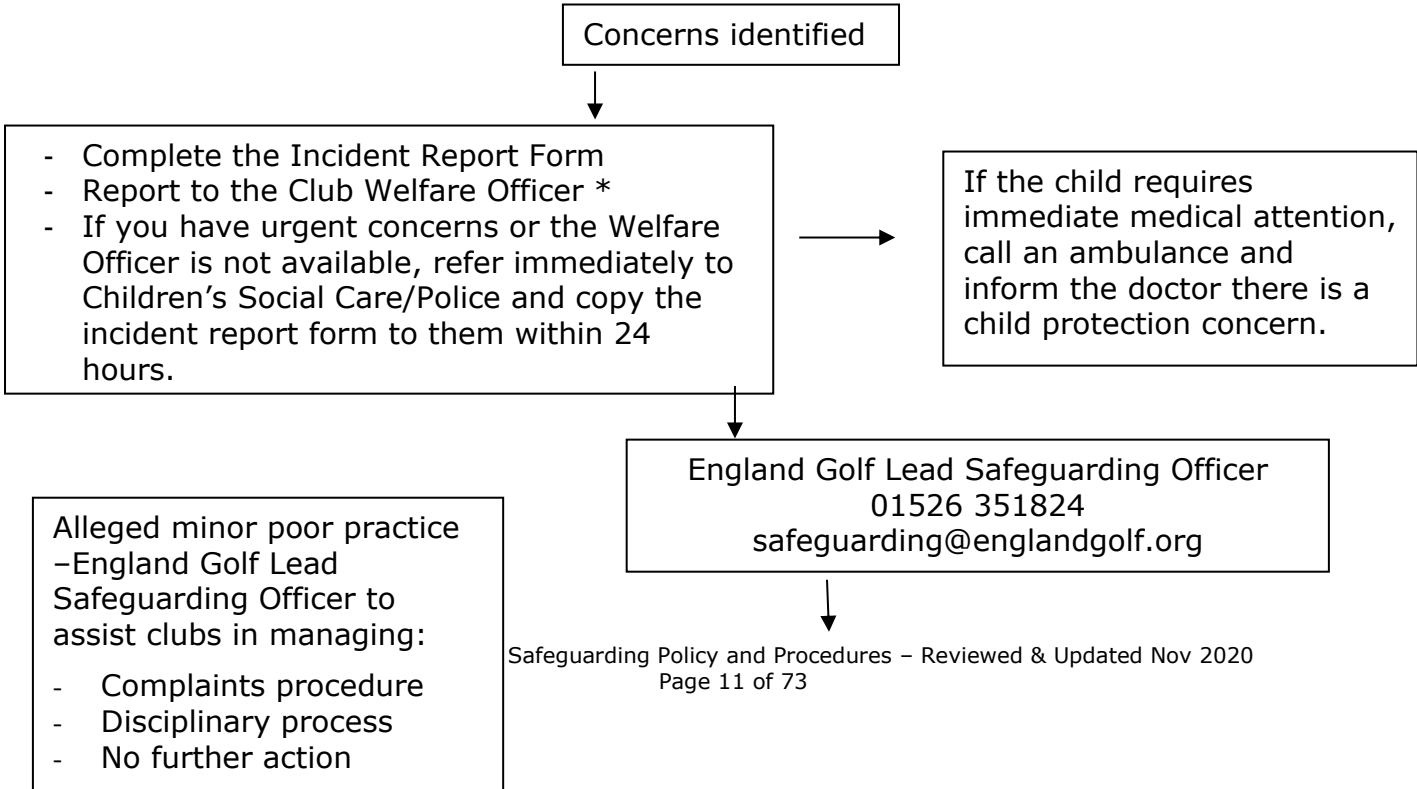 Concerns identified
- Complete the Incident Report Form
- Report to the Club Welfare Officer *
- If you have urgent concerns or the Welfare
Officer is not available, refer immediately to
Children’s Social Care/Police and copy the
incident report form to them within 24
hours.
If the child requires
immediate medical attention,
call an ambulance and
inform the doctor there is a
child protection concern.
England Golf Lead Safeguarding Officer
01526 351824
safeguarding@englandgolf.org
Alleged minor poor practice
–England Golf Lead
Safeguarding Officer to
assist clubs in managing:
- Complaints procedure
- Disciplinary process
- No further action
Safeguarding Policy and Procedures – Reviewed & Updated Nov 2020
Page 11 of 73